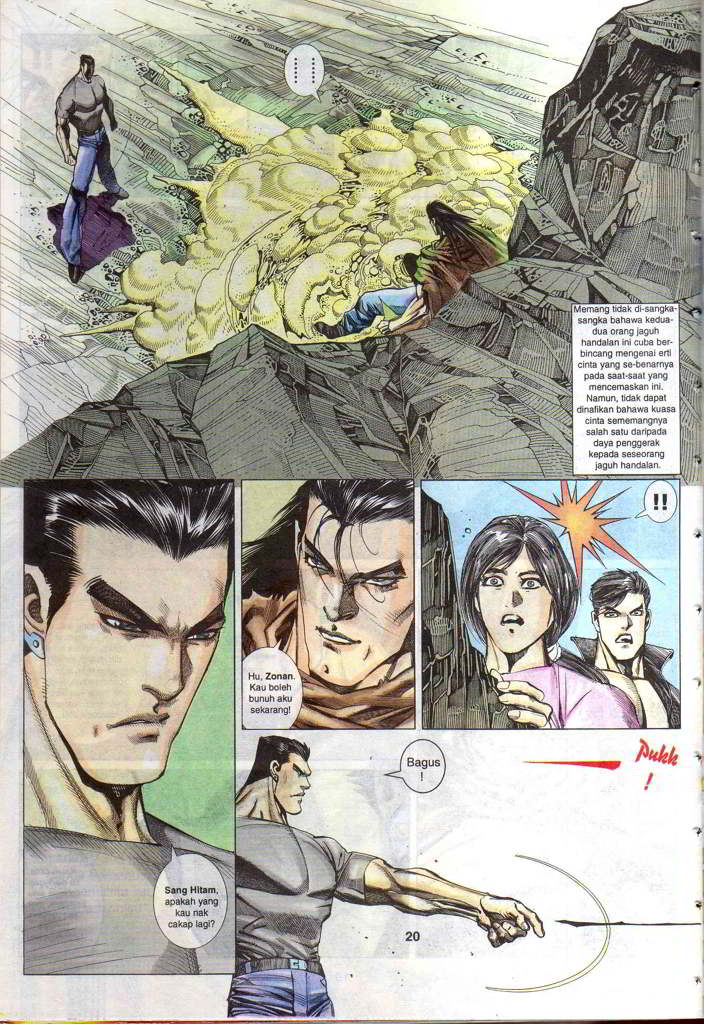 ......
Memang tidak di-sangka-
sangka bahawa kedua-
dua orang jaguh
handalan ini cuba ber-
bincang mengenai erti
cinta yang se-benarnya
pada saat-saat yang
mencemaskan ini.
Namun, tidak dapat
dinafikan bahawa kuasa
cinta sememangnya
salah satu daripada
daya penggerak
kepada seseorang
jaguh handalan.
Sang Hitam,
apakah yang
kau nak
cakap lagi?
Hu, Zonan.
Kau boleh
bunuh aku
sekarang!
!!
Bagus
!
Pukk
!
20